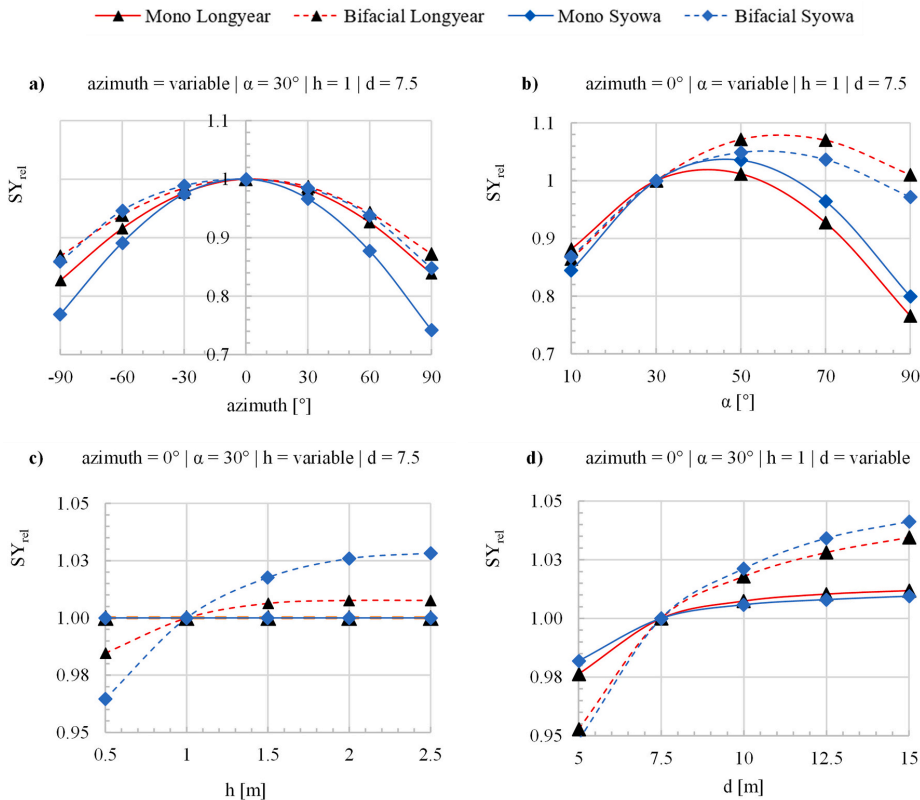 Mono Longyear Bifacial Longyear Mono Syowa Bifacial Syowa
a) azimuth = variable | α = 30° | h = 1 | d = 7.5
SYrel
1.1
1
0.9
0.8
0.7
-90 -60 -30 0 30 60 90
azimuth [°]
b) azimuth = 0° | α = variable | h = 1 | d = 7.5
SYrel
1.1
1
0.9
0.8
0.7
10 30 50 70 90
α [°]
c) azimuth = 0° | α = 30° | h = variable | d = 7.5
SYrel
1.05
1.03
1.00
0.98
0.95
0.5 1 1.5 2 2.5
h [m]
d) azimuth = 0° | α = 30° | h = 1 | d = variable
SYrel
1.05
1.03
1.00
0.98
0.95
5 7.5 10 12.5 15
d [m]